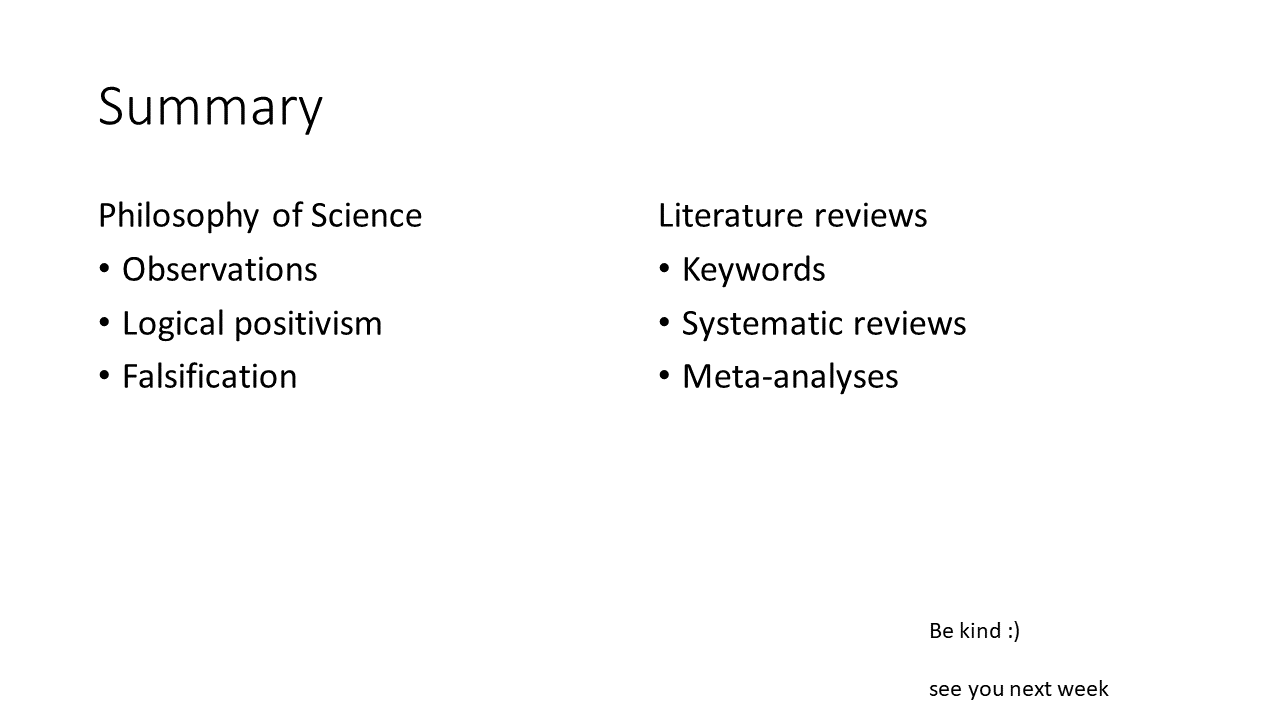 Summary
Philosophy of Science
• Observations
• Logical positivism
• Falsification
Literature reviews
• Keywords
• Systematic reviews
• Meta-analyses
Be kind :)
see you next week